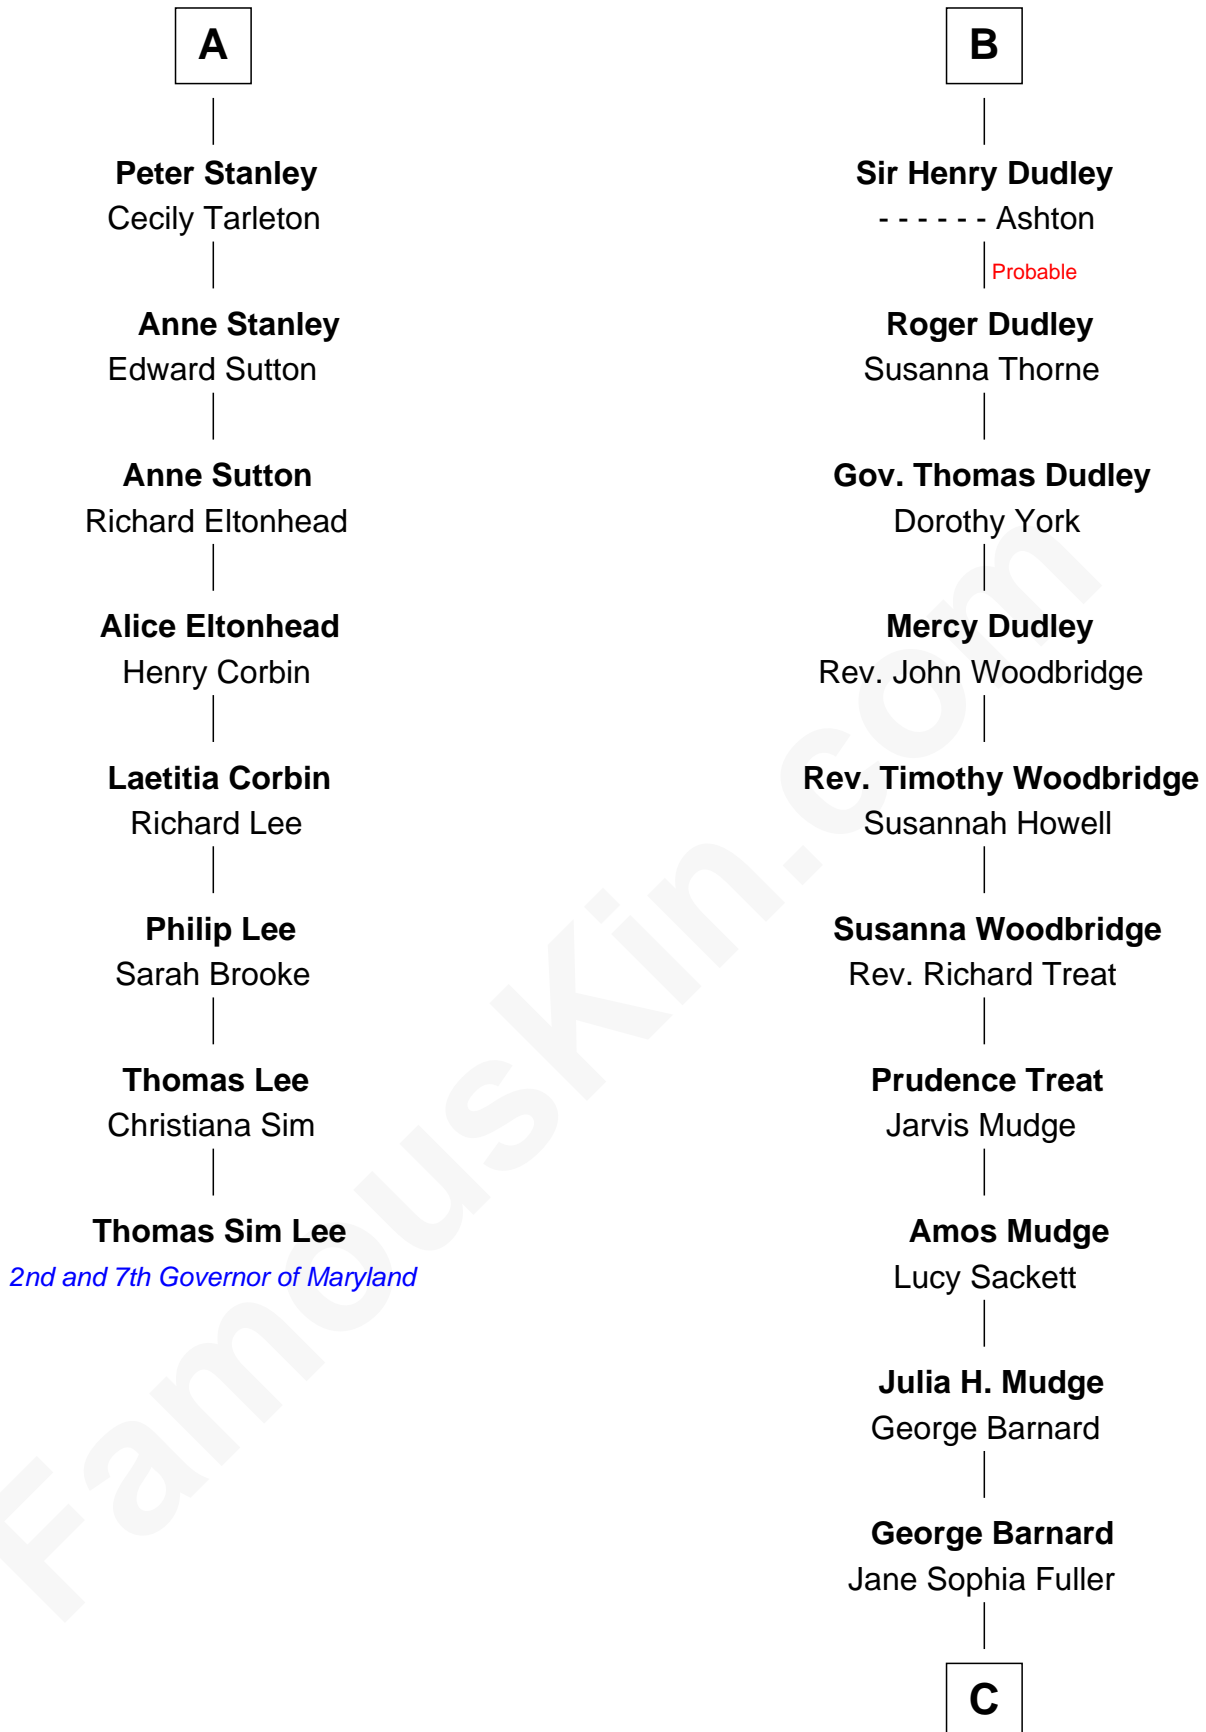 A
Peter Stanley
Cecily Tarleton
Anne Stanley
Edward Sutton
Anne Sutton
Richard Eltonhead
Alice Eltonhead
Henry Corbin
Laetitia Corbin
Richard Lee
Philip Lee
Sarah Brooke
Thomas Lee
Christiana Sim
Thomas Sim Lee
2nd and 7th Governor of Maryland
B
Sir Henry Dudley
- - - - - - Ashton
Probable
Roger Dudley
Susanna Thorne
Gov. Thomas Dudley
Dorothy York
Mercy Dudley
Rev. John Woodbridge
Rev. Timothy Woodbridge
Susannah Howell
Susanna Woodbridge
Rev. Richard Treat
Prudence Treat
Jarvis Mudge
Amos Mudge
Lucy Sackett
Julia H. Mudge
George Barnard
George Barnard
Jane Sophia Fuller
C
FamousKin.com